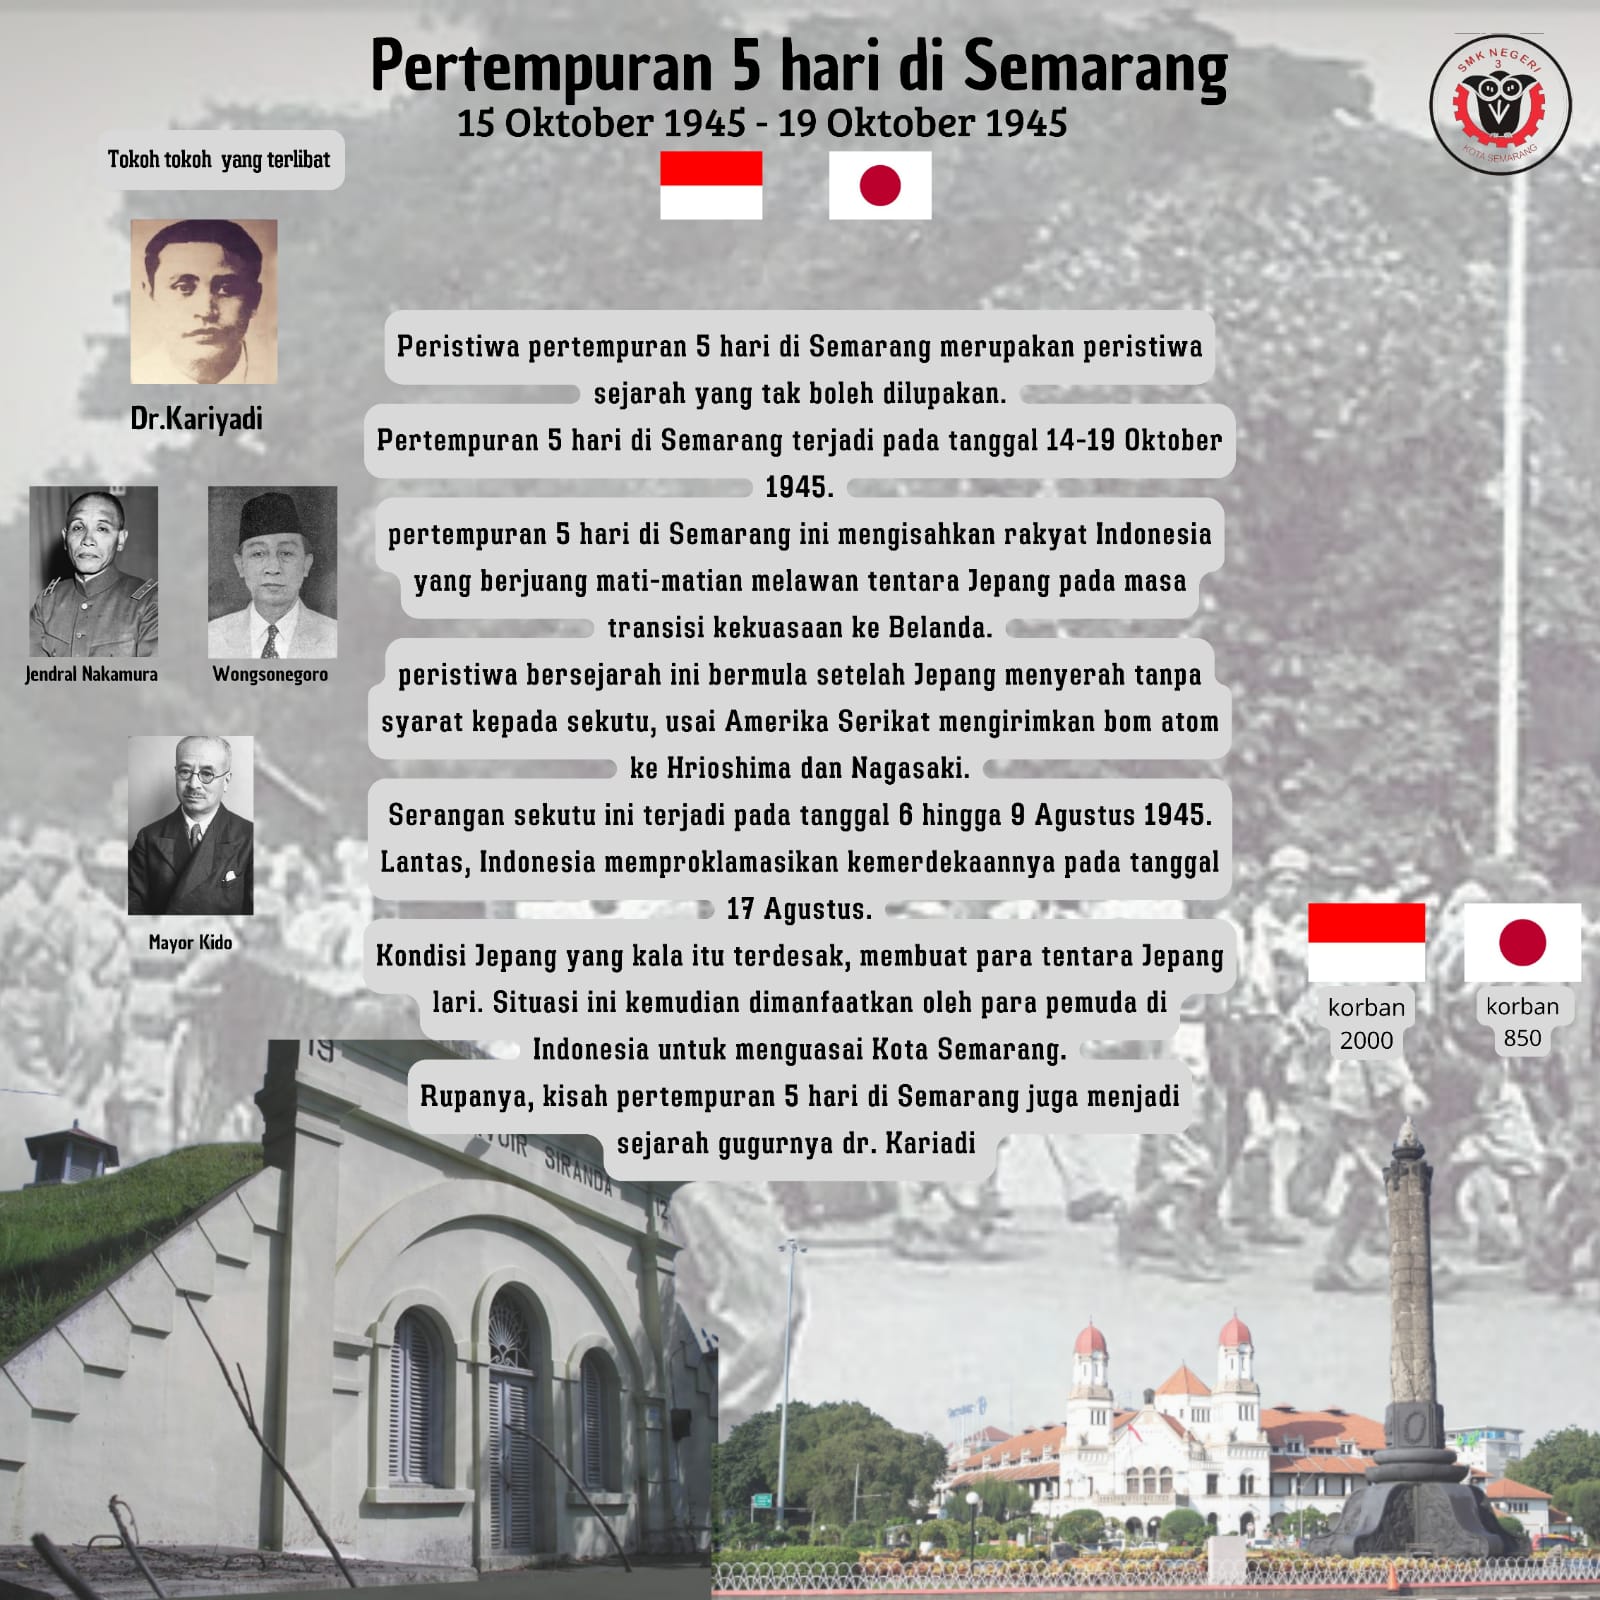 Pertempuran 5 hari di Semarang
15 Oktober 1945 - 19 Oktober 1945
SMK NEGERI
3
KOTA SEMARANG
Tokoh tokoh yang terlibat
Dr.Kariyadi
Jendral Nakamura
Wongsonegoro
Mayor Kido
Peristiwa pertempuran 5 hari di Semarang merupakan peristiwa
sejarah yang tak boleh dilupakan.
Pertempuran 5 hari di Semarang terjadi pada tanggal 14-19 Oktober
1945.
pertempuran 5 hari di Semarang ini mengisahkan rakyat Indonesia
yang berjuang mati-matian melawan tentara Jepang pada masa
transisi kekuasaan ke Belanda.
peristiwa bersejarah ini bermula setelah Jepang menyerah tanpa
syarat kepada sekutu, usai Amerika Serikat mengirimkan bom atom
ke Hrioshima dan Nagasaki.
Serangan sekutu ini terjadi pada tanggal 6 hingga 9 Agustus 1945.
Lantas, Indonesia memproklamasikan kemerdekaannya pada tanggal
17 Agustus.
Kondisi Jepang yang kala itu terdesak, membuat para tentara Jepang
lari. Situasi ini kemudian dimanfaatkan oleh para pemuda di
Indonesia untuk menguasai Kota Semarang.
Rupanya, kisah pertempuran 5 hari di Semarang juga menjadi
sejarah gugurnya dr. Kariadi
korban
2000
korban
850
19
SIRANDA
12